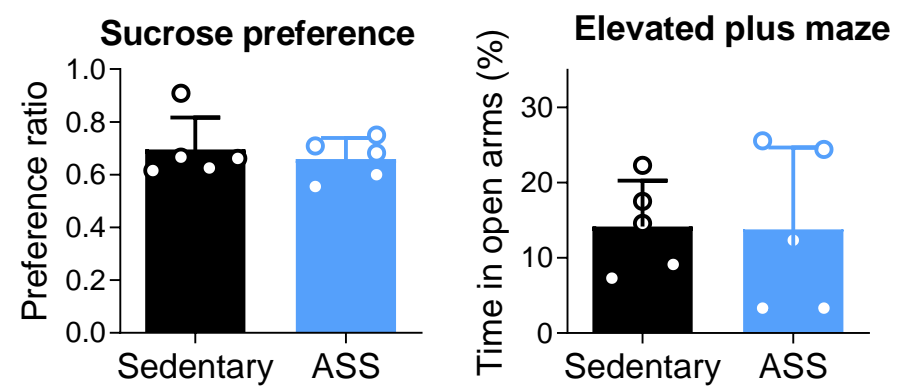 Sucrose preference
Preference ratio
1.0
0.8
0.6
0.4
0.2
0.0
Sedentary
ASS
Elevated plus maze
Time in open arms (%)
30
20
10
0
Sedentary
ASS